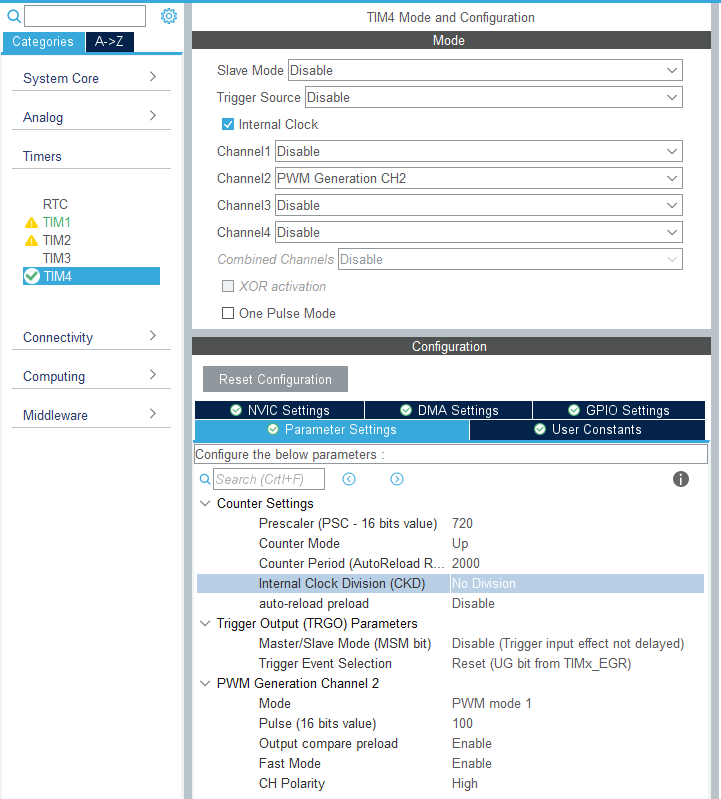 Categories A->Z
System Core
Analog
Timers
RTC
TIM1
TIM2
TIM3
TIM4
Connectivity
Computing
Middleware
TIM4 Mode and Configuration
Mode
Slave Mode Disable
Trigger Source Disable
Internal Clock
Channel1 Disable
Channel2 PWM Generation CH2
Channel3 Disable
Channel4 Disable
Combined Channels Disable
XOR activation
One Pulse Mode
Configuration
Reset Configuration
NVIC Settings DMA Settings GPIO Settings
Parameter Settings User Constants
Configure the below parameters :
Search (Crtl+F)
Counter Settings
Prescaler (PSC - 16 bits value) 720
Counter Mode Up
Counter Period (AutoReload R... 2000
Internal Clock Division (CKD) No Division
auto-reload preload Disable
Trigger Output (TRGO) Parameters
Master/Slave Mode (MSM bit) Disable (Trigger input effect not delayed)
Trigger Event Selection Reset (UG bit from TIMx_EGR)
PWM Generation Channel 2
Mode PWM mode 1
Pulse (16 bits value) 100
Output compare preload Enable
Fast Mode Enable
CH Polarity High